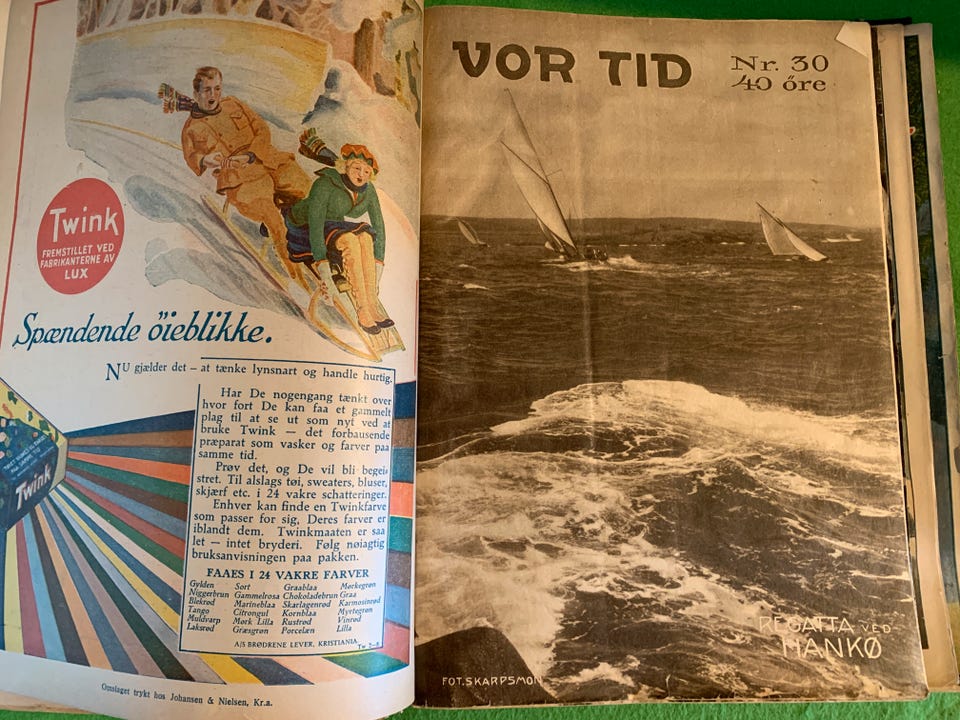 Twink
FREMSTILLET VED
FABRIKANTERNE AV
LUX
Spændende öieblikke.
NU gjælder det – at tænke lynsnart og handle hurtig.
Har De nogengang tænkt over
hvor fort De kan faa et gammelt
plag til at se ut som nyt ved at
bruke Twink – det forbausende
præparat som vasker og farver paa
samme tid.
Prøv det, og De vil bli begei-
stret. Til alslags tøi, sweaters, bluser,
skjærf etc. i 24 vakre schatteringer.
Enhver kan finde en Twinkfarve
som passer for sig, Deres farver er
iblandt dem. Twinkmaaten er saa
let – intet bryderi. Følg nøiagtig
bruksanvisningen paa pakken.
FAAES I 24 VAKRE FARVER
Gylden Sort Graablaa Mørkegrøn
Niggerbrun Gammelrosa Chokoladebrun Graa
Blekrød Marineblaa Skarlagenrød Karmosinrød
Tango Citrongul Kornblaa Myrtegrøn
Muldvarp Mørk Lilla Rustrød Vinrød
Laksrød Græsgrøn Porcelæn Lilla
A/S BRØDRENE LEVER, KRISTIANIA
Twink
Omslaget trykt hos Johansen & Nielsen, Kr.a.
VOR TID
Nr. 30
40 öre
REGATTA VED
HANKØ
FOT. SKARPSMON